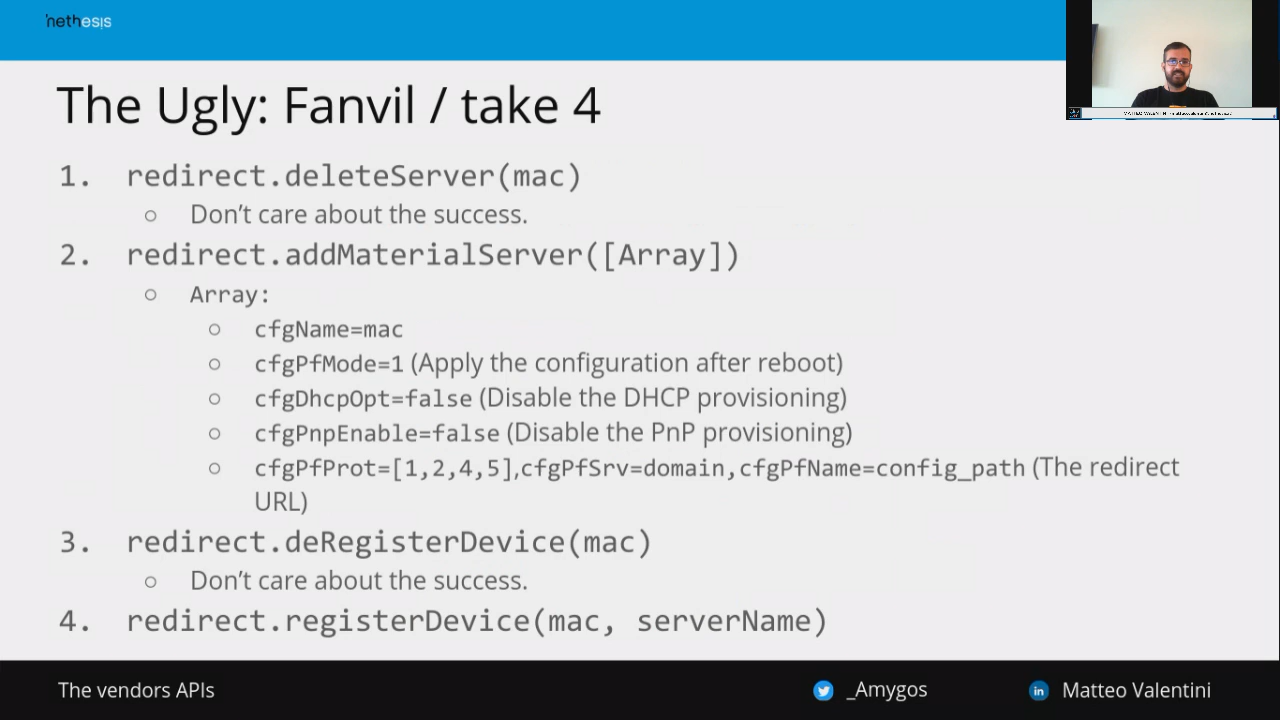 nethesis
The Ugly: Fanvil / take 4
1. redirect.deleteServer(mac)
○ Don’t care about the success.
2. redirect.addMaterialServer([Array])
○ Array:
○ cfgName=mac
○ cfgPfMode=1 (Apply the configuration after reboot)
○ cfgDhcpOpt=false (Disable the DHCP provisioning)
○ cfgPnpEnable=false (Disable the PnP provisioning)
○ cfgPfProt=[1,2,4,5],cfgPfSrv=domain,cfgPfName=config_path (The redirect
URL)
3. redirect.deRegisterDevice(mac)
○ Don’t care about the success.
4. redirect.registerDevice(mac, serverName)
The vendors APIs
_Amygos
in
Matteo Valentini